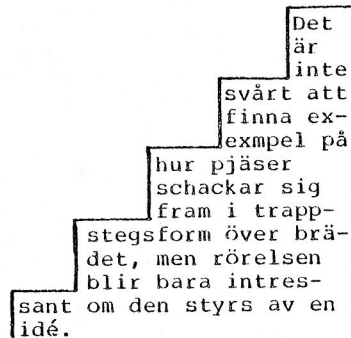 Det
är
inte
svårt att
finna ex-
exmpel på
hur pjäser
schackar sig
fram i trapp-
stegsform över brä-
det, men rörelsen
blir bara intres-
sant om den styrs av en
idé.